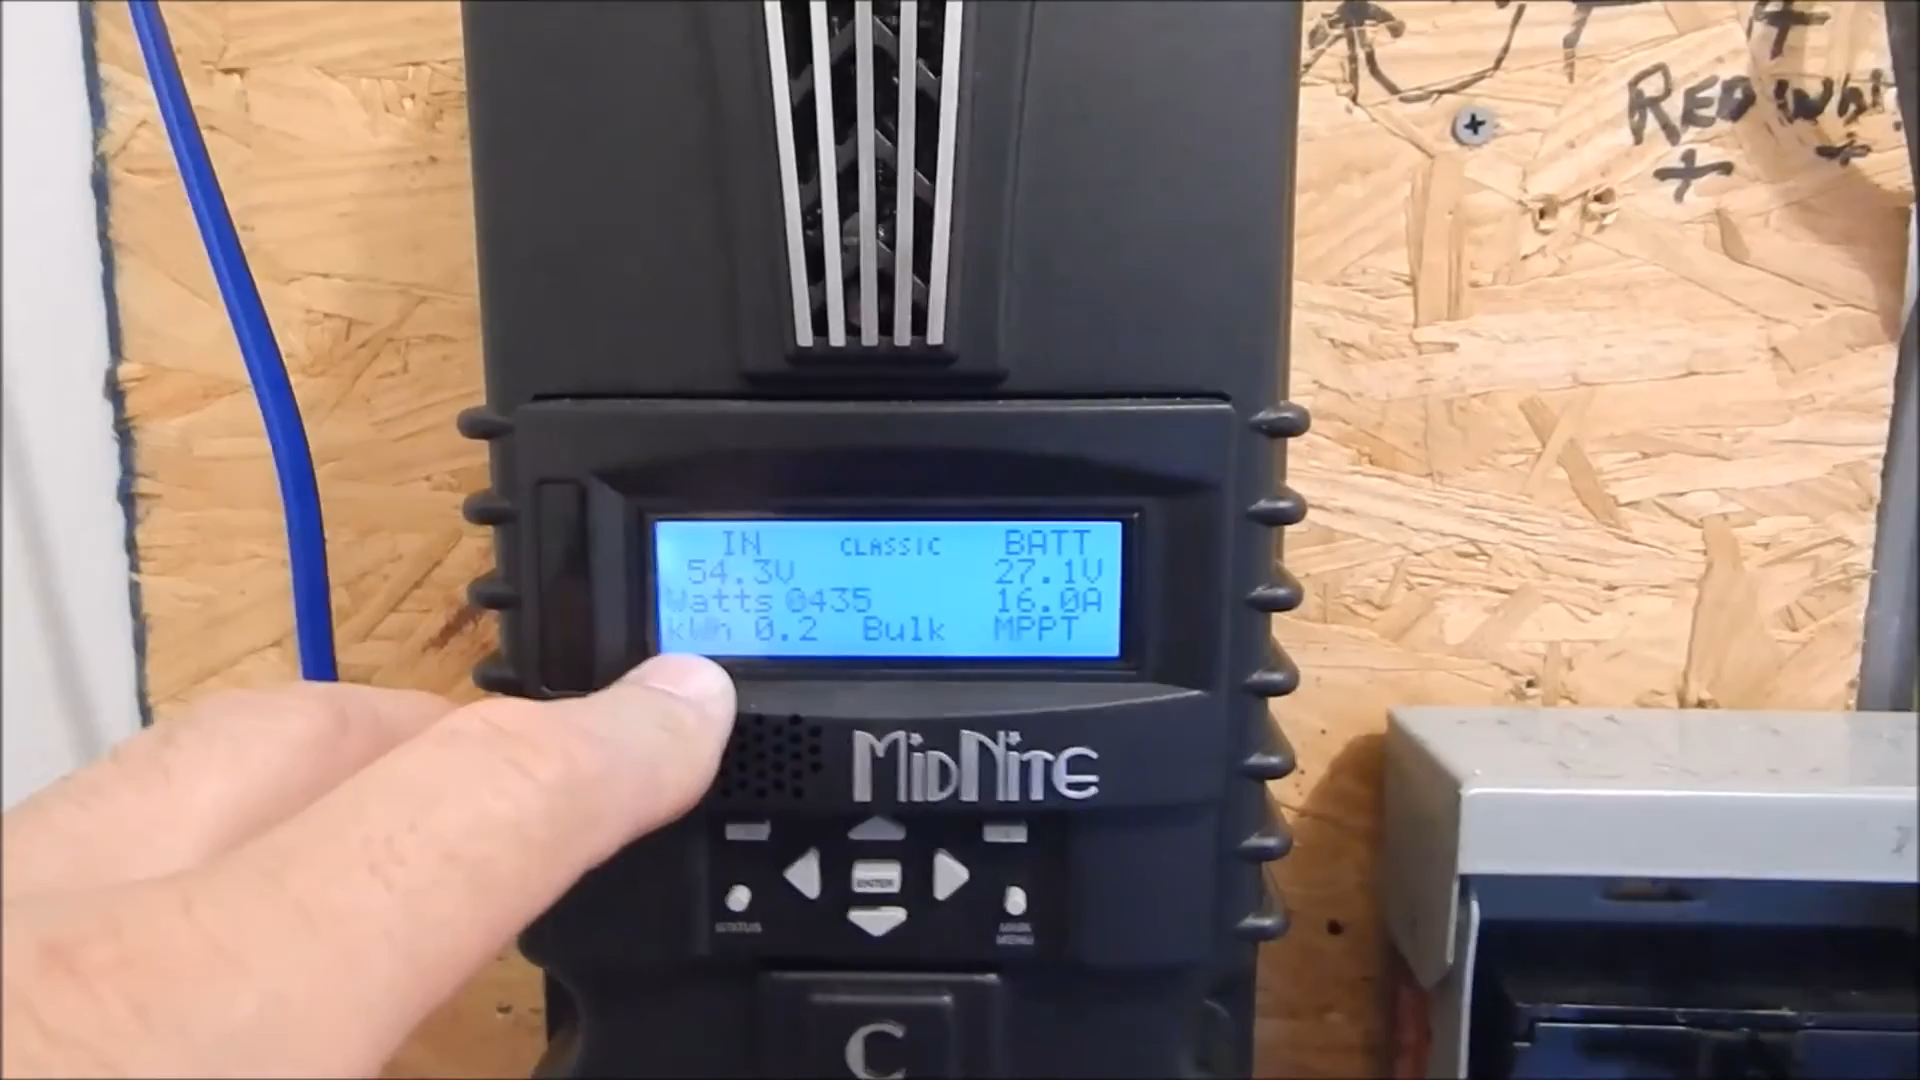 RED
+
+
+
IN CLASSIC BATT
54.3V 27.1V
Watts 0435 16.0A
kWh 0.2 Bulk MPPT
MidNite
ENTER
STATUS
MAIN
MENU
C